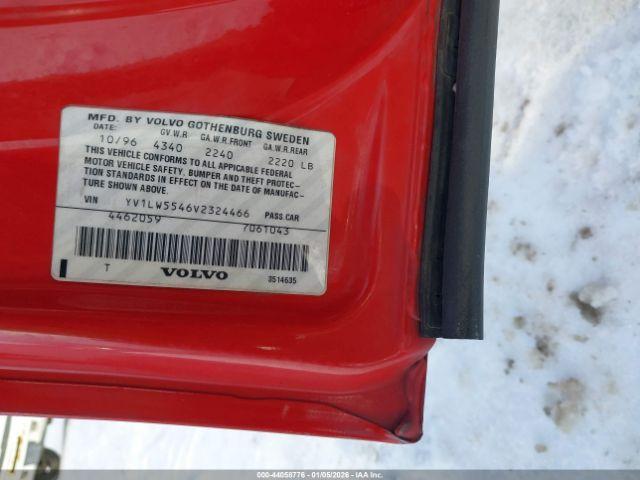 MFD. BY VOLVO GOTHENBURG SWEDEN
DATE: GV.W.R GA.W.R.FRONT GA.W.R.REAR
10/96 4340 2240 2220 LB
THIS VEHICLE CONFORMS TO ALL APPLICABLE FEDERAL
MOTOR VEHICLE SAFETY, BUMPER AND THEFT PROTEC-
TION STANDARDS IN EFFECT ON THE DATE OF MANUFAC-
TURE SHOWN ABOVE
VIN YV1LW5546V2324466 PASS CAR
4462059 7061043
T VOLVO 3514635
000-44058776 - 01/05/2026 - IAA Inc.